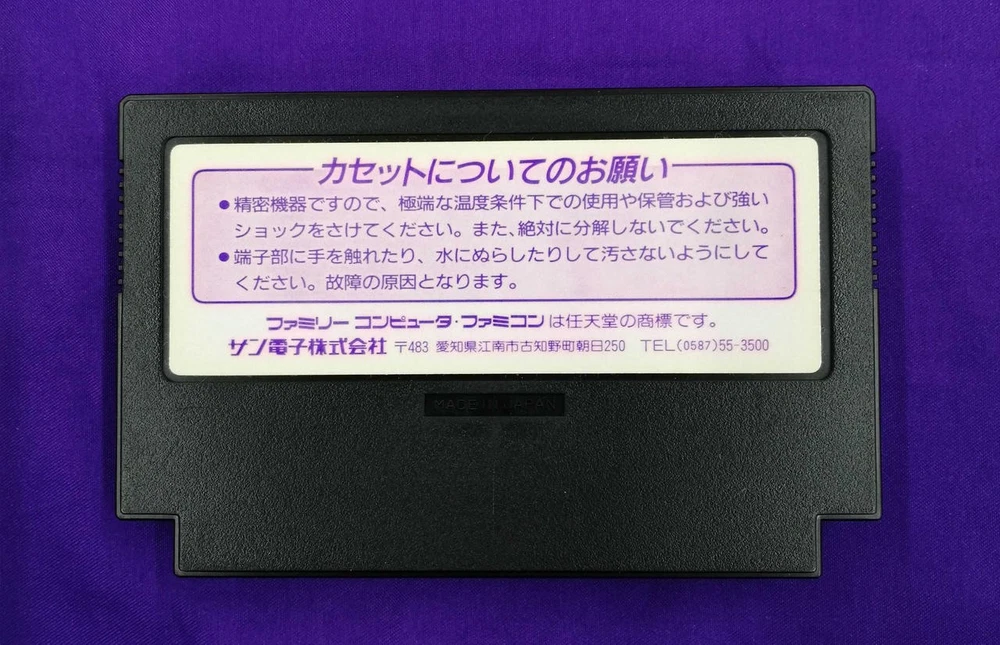 カセットについてのお願い
●精密機器ですので、極端な温度条件下での使用や保管および強い
ショックをさけてください。また、絶対に分解しないでください。
●端子部に手を触れたり、水にぬらしたりして汚さないようにして
ください。故障の原因となります。
ファミリー コンピュータ・ファミコンは任天堂の商標です。
サン電子株式会社 〒483 愛知県江南市古知野町朝日250 TEL(0587)55-3500
MADE IN JAPAN